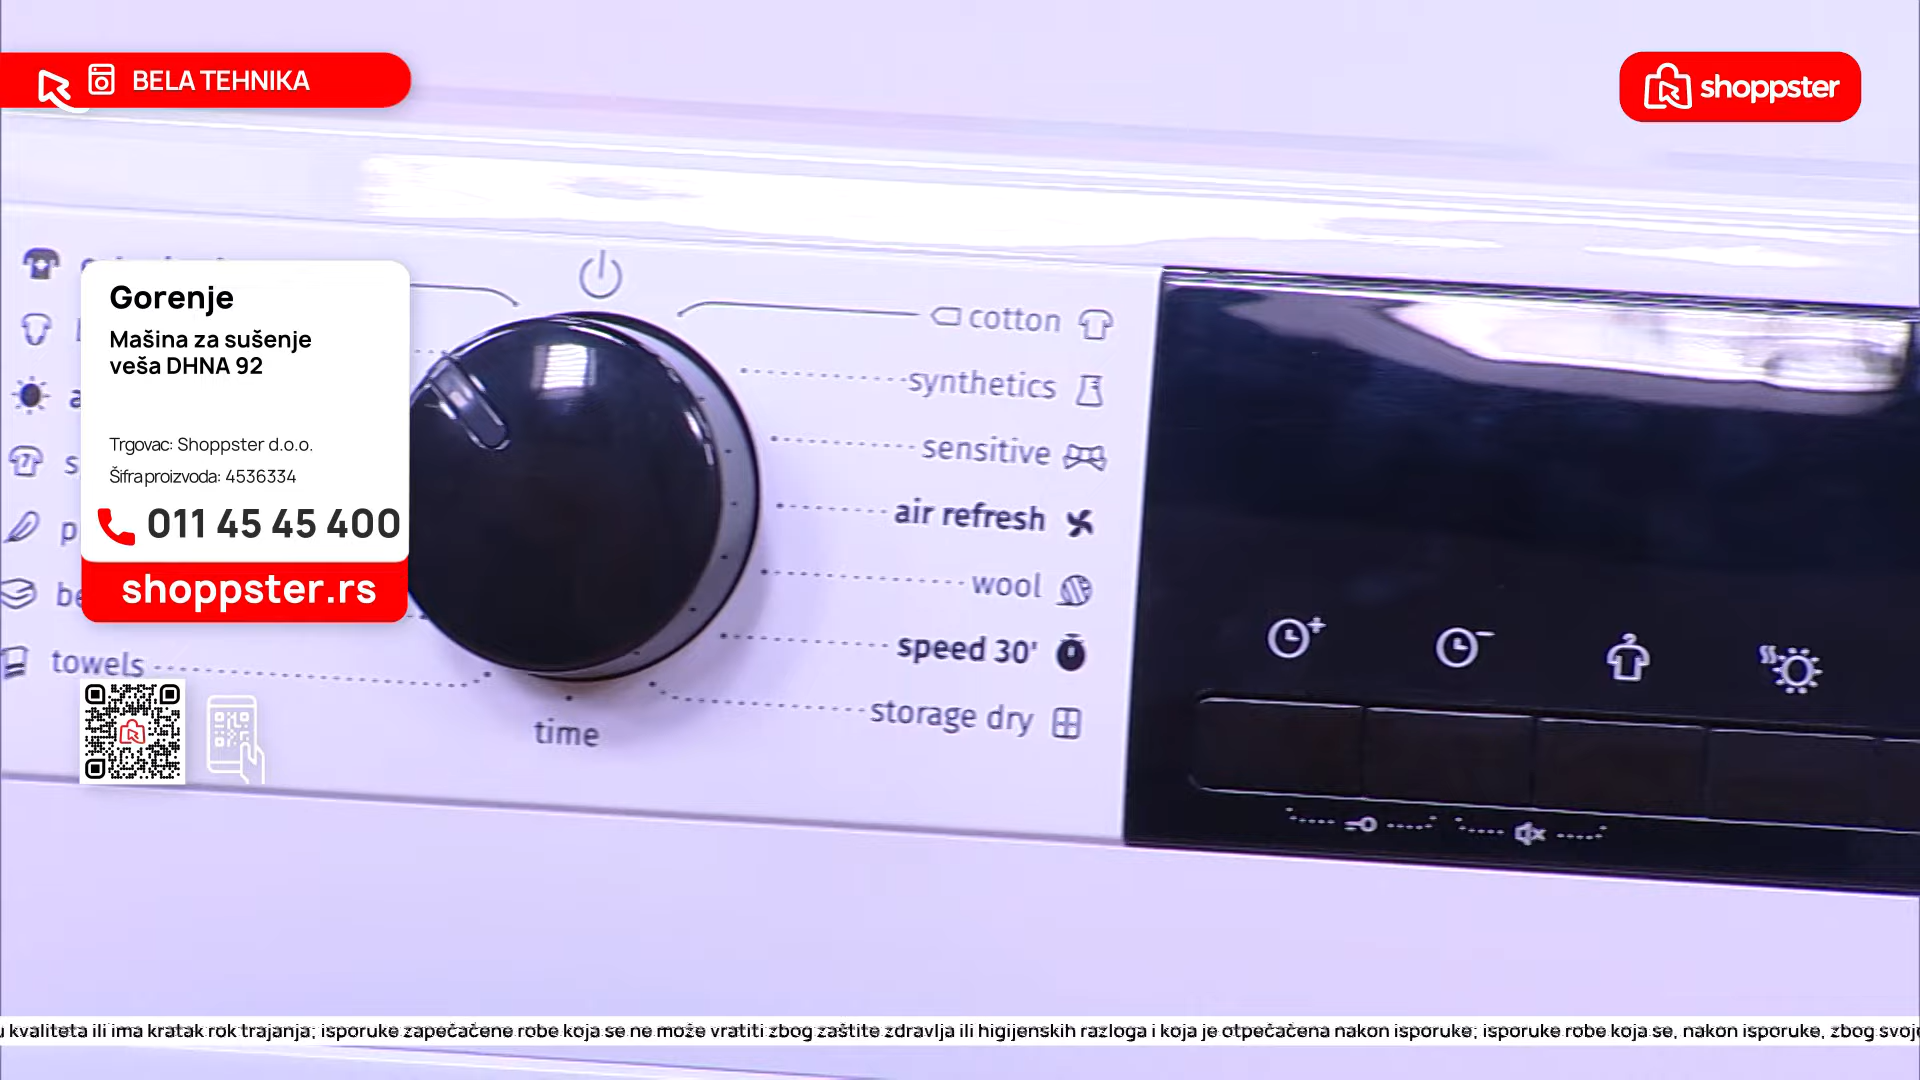 BELA TEHNIKA
shoppster
Gorenje
Mašina za sušenje
veša DHNA 92
Trgovac: Shoppster d.o.o.
Šifra proizvoda: 4536334
011 45 45 400
shoppster.rs
towels
time
cotton
synthetics
sensitive
air refresh
wool
speed 30'
storage dry
kvaliteta ili ima kratak rok trajanja; isporuke zapečaćene robe koja se ne može vratiti zbog zaštite zdravlja ili higijenskih razloga i koja je otpečaćena nakon isporuke; isporuke robe koja se, nakon isporuke, zbog